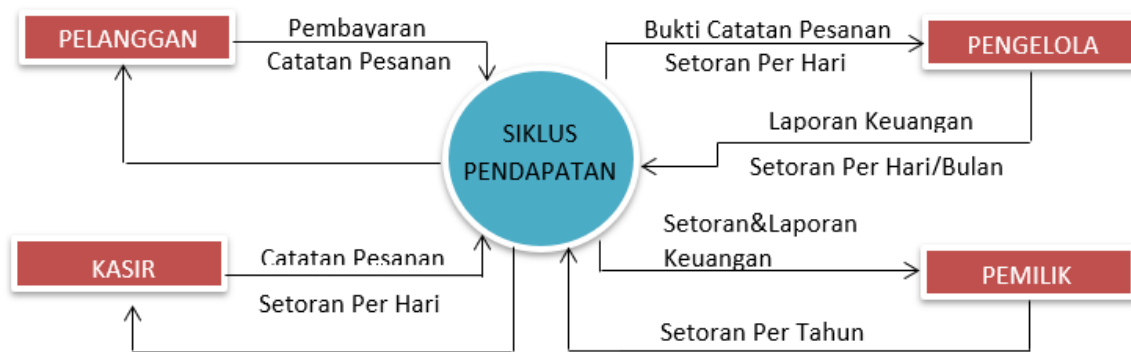 PELANGGAN
Pembayaran
Catatan Pesanan
Bukti Catatan Pesanan
Setoran Per Hari
PENGELOLA
SIKLUS
PENDAPATAN
Laporan Keuangan
Setoran Per Hari/Bulan
KASIR
Catatan Pesanan
Setoran Per Hari
Setoran&Laporan
Keuangan
PEMILIK
Setoran Per Tahun